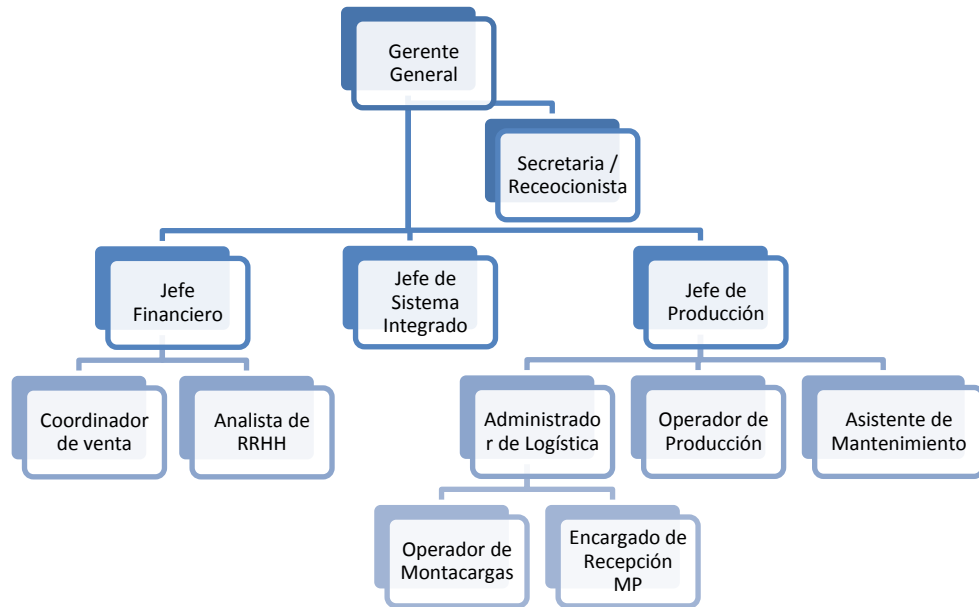 Gerente
General
Secretaria /
Receocionista
Jefe
Financiero
Jefe de
Sistema
Integrado
Jefe de
Producción
Coordinador
de venta
Analista de
RRHH
Administrado
r de Logística
Operador de
Producción
Asistente de
Mantenimiento
Operador de
Montacargas
Encargado de
Recepción
MP